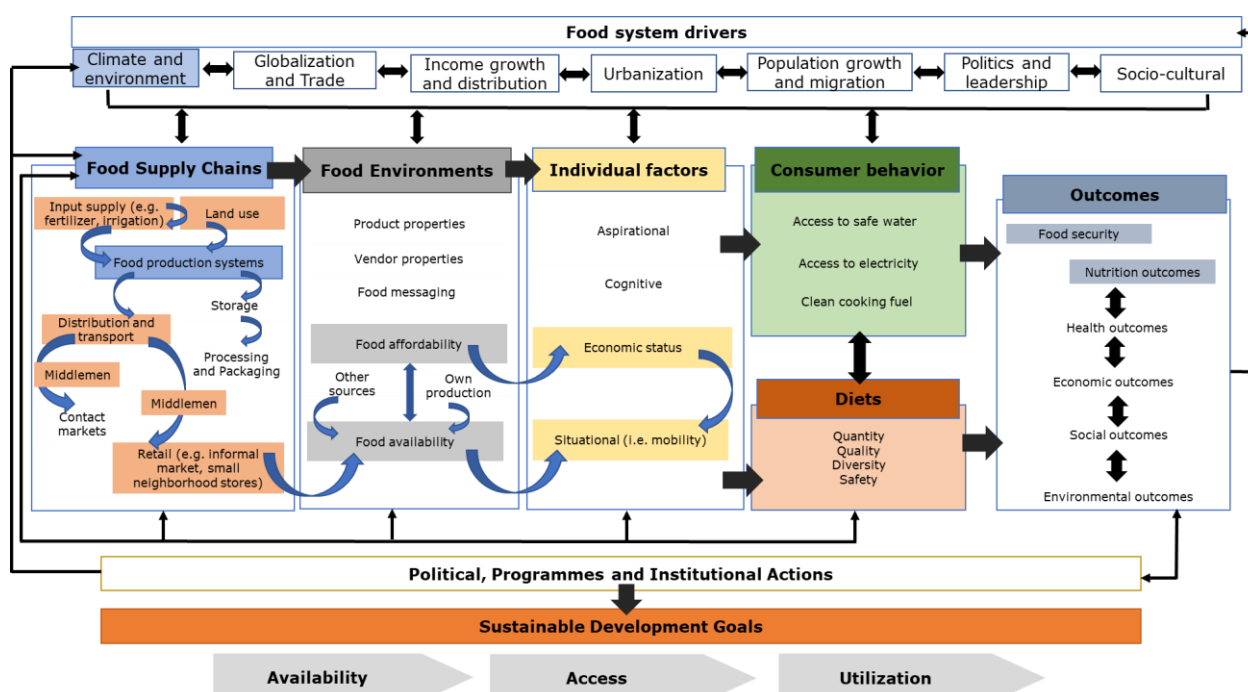 Food system drivers
Climate and
environment
Globalization
and Trade
Income growth
and distribution
Urbanization
Population growth
and migration
Politics and
leadership
Socio-cultural
Food Supply Chains
Input supply (e.g.
fertilizer, irrigation)
Land use
Food production systems
Storage
Distribution and
transport
Processing
and Packaging
Middlemen
Middlemen
Contact
markets
Retail (e.g. informal
market, small
neighborhood stores)
Food Environments
Product properties
Vendor properties
Food messaging
Food affordability
Other
sources
Own
production
Food availability
Individual factors
Aspirational
Cognitive
Economic status
Situational (i.e. mobility)
Consumer behavior
Access to safe water
Access to electricity
Clean cooking fuel
Diets
Quantity
Quality
Diversity
Safety
Outcomes
Food security
Nutrition outcomes
Health outcomes
Economic outcomes
Social outcomes
Environmental outcomes
Political, Programmes and Institutional Actions
Sustainable Development Goals
Availability
Access
Utilization